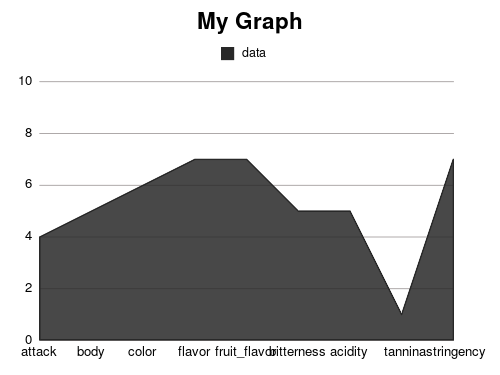 My Graph
data
10
8
6
4
2
0
attack body color flavor fruit_flavor bitterness acidity tannin astringency